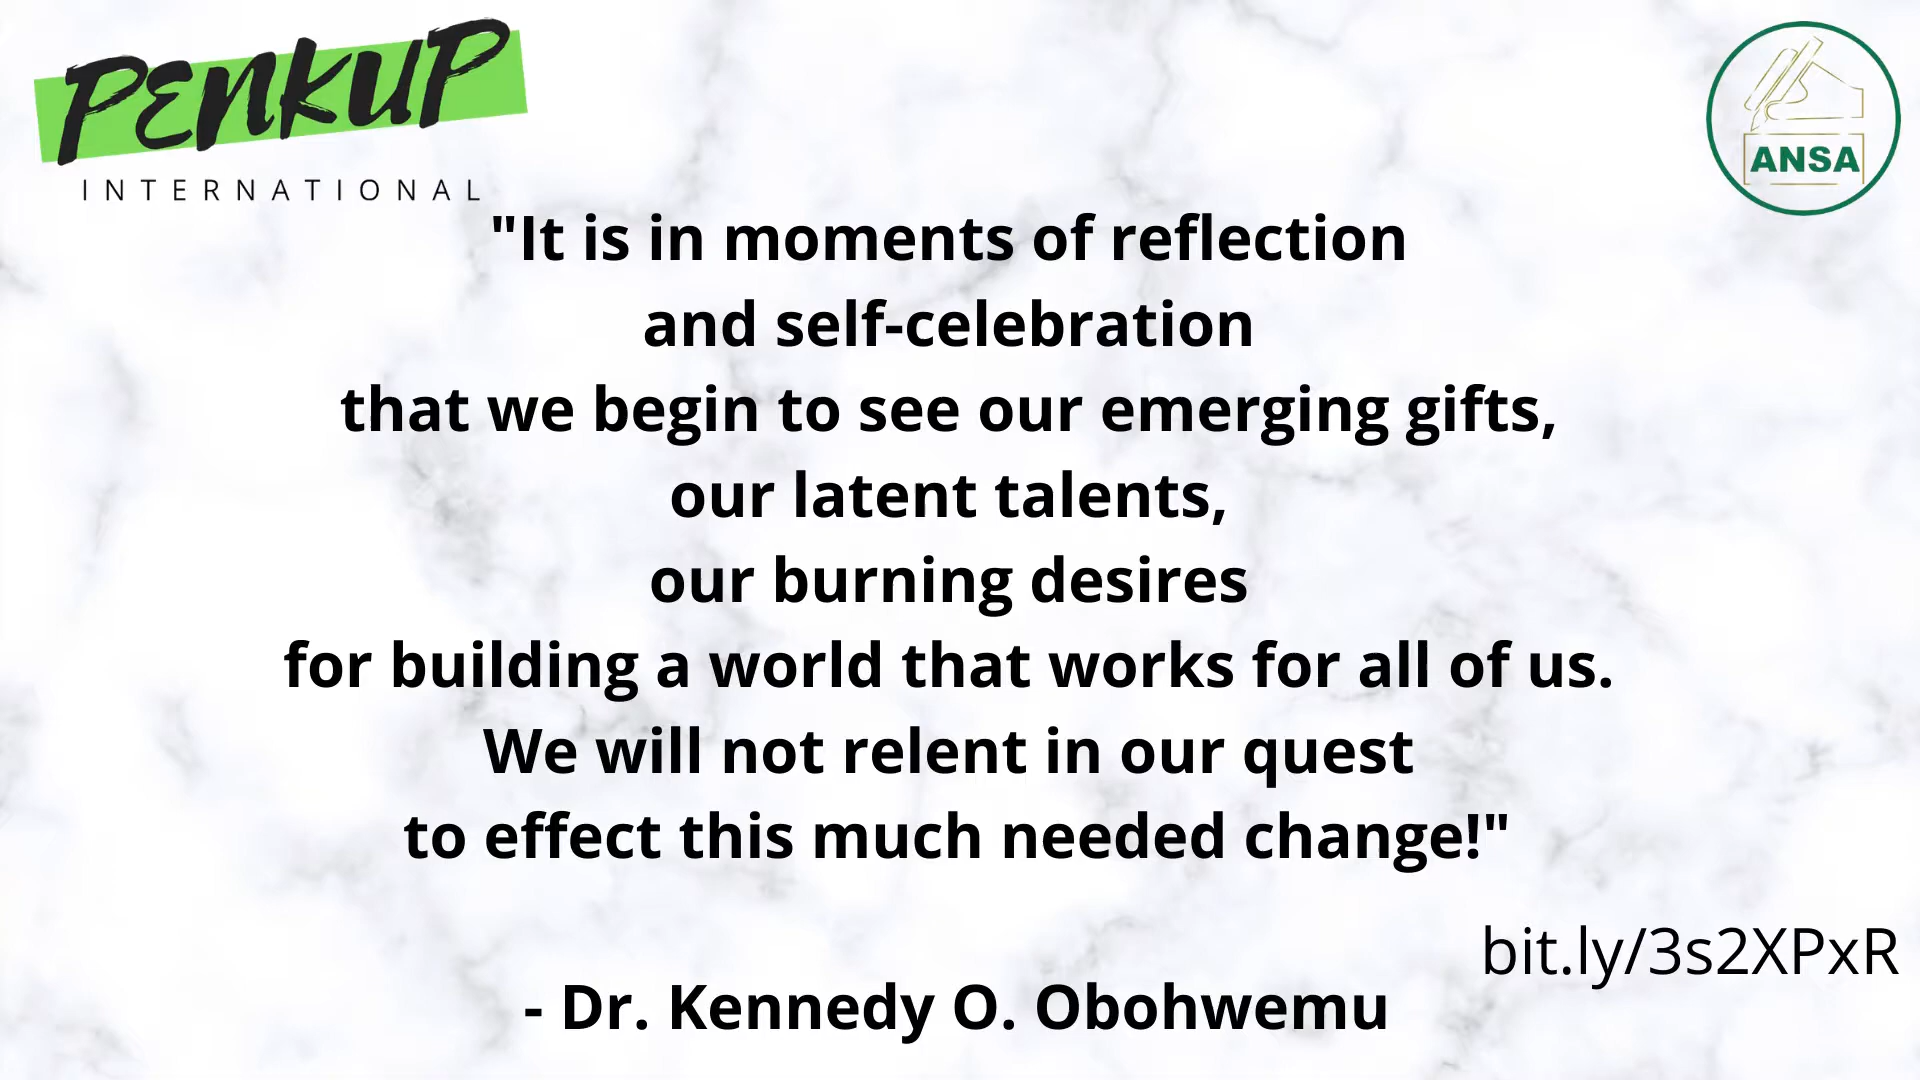 PENKUP
INTERNATIONAL
ANSA
"It is in moments of reflection
and self-celebration
that we begin to see our emerging gifts,
our latent talents,
our burning desires
for building a world that works for all of us.
We will not relent in our quest
to effect this much needed change!"
bit.ly/3s2XPxR
- Dr. Kennedy O. Obohwemu